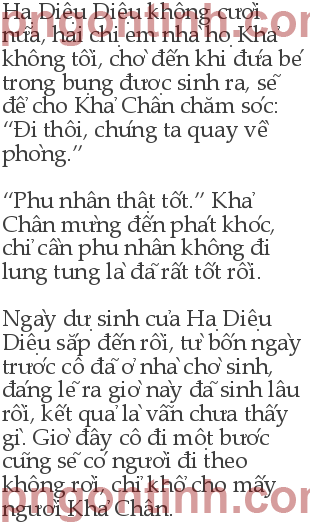 Hạ Diệu Diệu không cười
nữa, hai chị em nhà họ Khả
không tồi, chờ đến khi đứa bé
trong bụng được sinh ra, sẽ
để cho Khả Chân chăm sóc:
“Đi thôi, chúng ta quay về
phòng.”
“Phu nhân thật tốt.” Khả
Chân mừng đến phát khóc,
chỉ cần phu nhân không đi
lung tung là đã rất tốt rồi.
Ngày dự sinh của Hạ Diệu
Diệu sắp đến rồi, từ bốn ngày
trước cô đã ở nhà chờ sinh,
đáng lẽ ra giờ này đã sinh lâu
rồi, kết quả là vẫn chưa thấy
gì. Giờ đây cô đi một bước
cũng sẽ có người đi theo
không rời, chỉ khổ cho mấy
người Khả Chân.
pngontinh.com
pngontinh.com